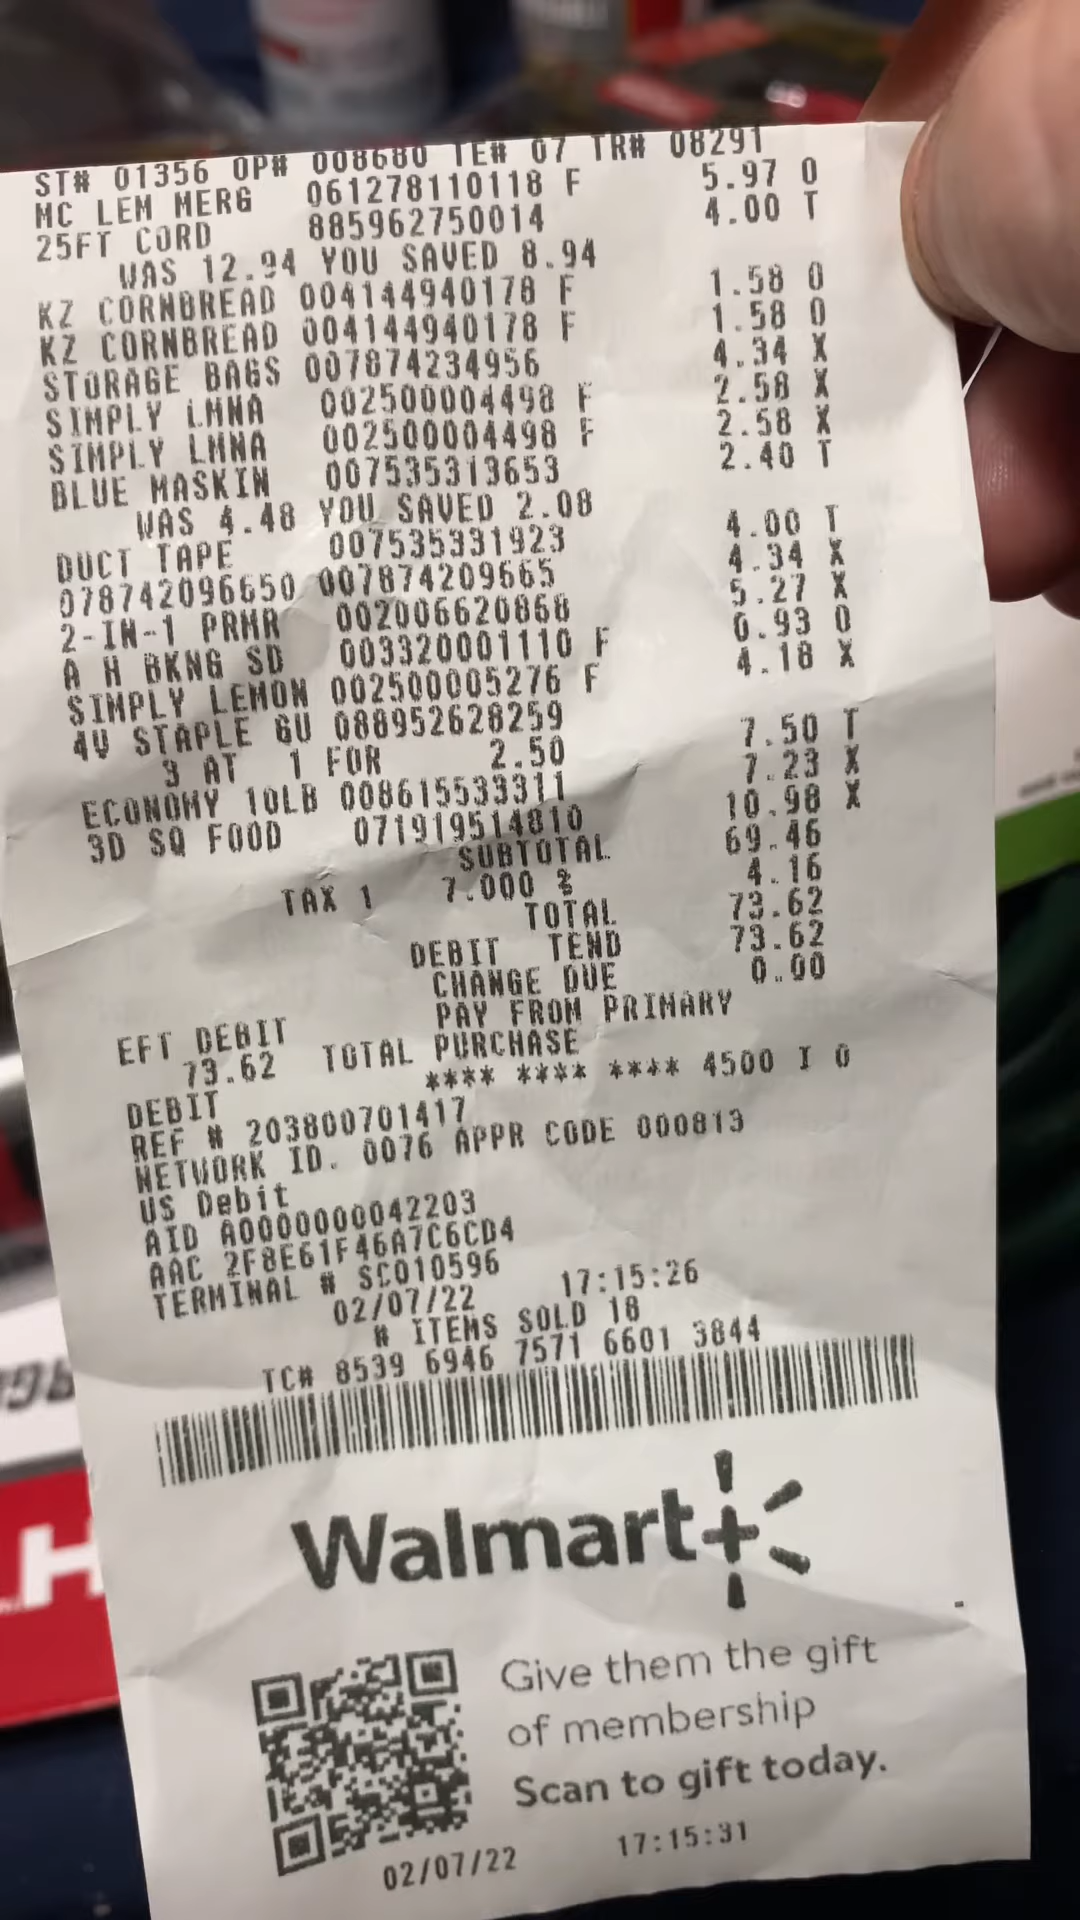 ST# 01356 OP# 008680 TE# 07 TR# 08291
MC LEM MERG 061278110118 F 5.97 O
25FT CORD 885962750014 4.00 T
WAS 12.94 YOU SAVED 8.94
KZ CORNBREAD 004144940178 F 1.58 O
KZ CORNBREAD 004144940178 F 1.58 O
STORAGE BAGS 007874234956 4.34 X
SIMPLY LMNA 002500004498 F 2.58 X
SIMPLY LMNA 002500004498 F 2.58 X
BLUE MASKIN 007535313653 2.40 T
WAS 4.48 YOU SAVED 2.08
DUCT TAPE 007535331923 4.00 T
078742096650 007874209665 4.34 X
2-IN-1 PRMR 002006620868 5.27 X
A H BKNG SD 003320001110 F 0.93 O
SIMPLY LEMON 002500005276 F 4.18 X
4V STAPLE GU 088952628259
3 AT 1 FOR 2.50 7.50 T
ECONOMY 10LB 008615533311 7.23 X
3D SQ FOOD 071919514810 10.98 X
SUBTOTAL 69.46
TAX 1 7.000 % 4.16
TOTAL 73.62
DEBIT TEND 73.62
CHANGE DUE 0.00
EFT DEBIT PAY FROM PRIMARY
73.62 TOTAL PURCHASE
DEBIT **** **** **** 4500 I 0
REF # 203800701417
NETWORK ID. 0076 APPR CODE 000813
US Debit
AID A0000000042203
AAC 2F8E61F46A7C6CD4
TERMINAL # SC010596
02/07/22 17:15:26
# ITEMS SOLD 18
TC# 8539 6946 7571 6601 3844
Walmart+
Give them the gift
of membership
Scan to gift today.
02/07/22 17:15:31